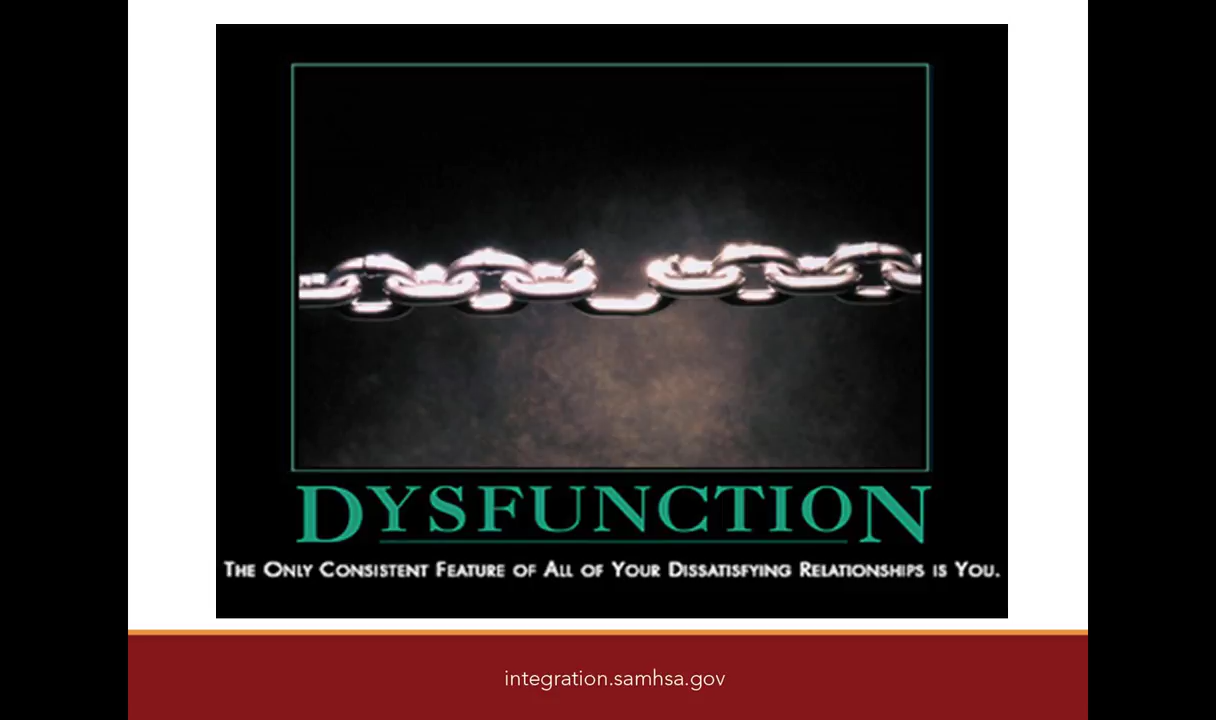 DYSFUNCTION
THE ONLY CONSISTENT FEATURE OF ALL OF YOUR DISSATISFYING RELATIONSHIPS IS YOU.
integration.samhsa.gov